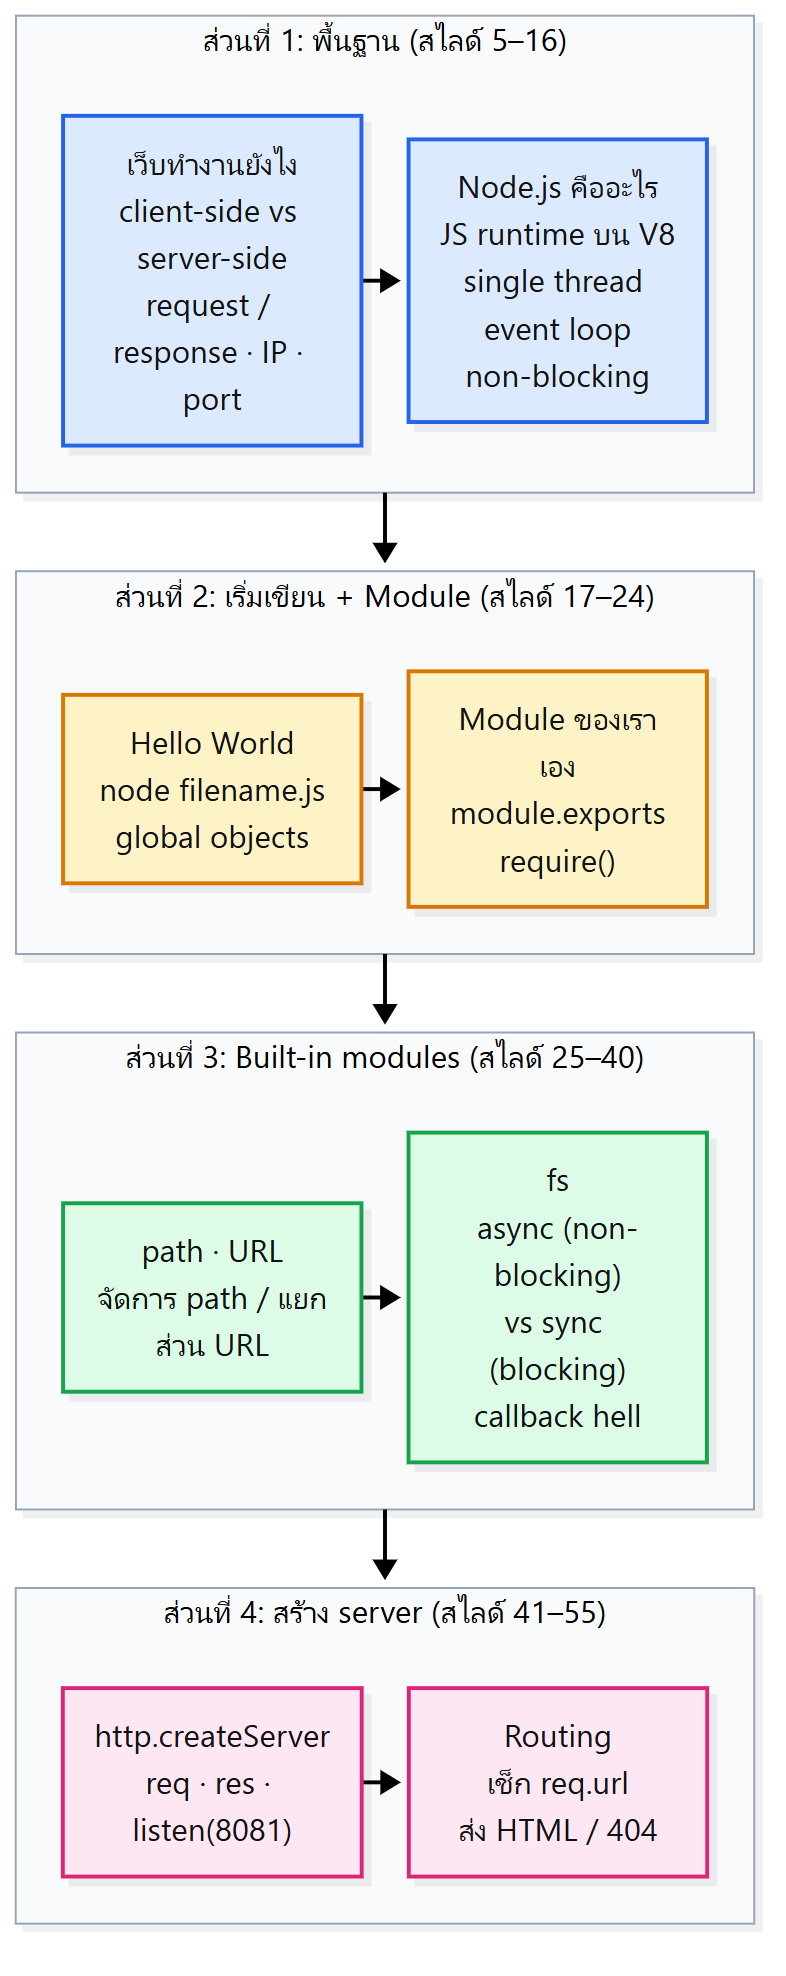 ส่วนที่ 1: พื้นฐาน (สไลด์ 5–16)
เว็บทำงานยังไง
client-side vs
server-side
request /
response · IP ·
port
Node.js คืออะไร
JS runtime บน V8
single thread
event loop
non-blocking
ส่วนที่ 2: เริ่มเขียน + Module (สไลด์ 17–24)
Hello World
node filename.js
global objects
Module ของเรา
เอง
module.exports
require()
ส่วนที่ 3: Built-in modules (สไลด์ 25–40)
path · URL
จัดการ path / แยก
ส่วน URL
fs
async (non-
blocking)
vs sync
(blocking)
callback hell
ส่วนที่ 4: สร้าง server (สไลด์ 41–55)
http.createServer
req · res ·
listen(8081)
Routing
เช็ก req.url
ส่ง HTML / 404